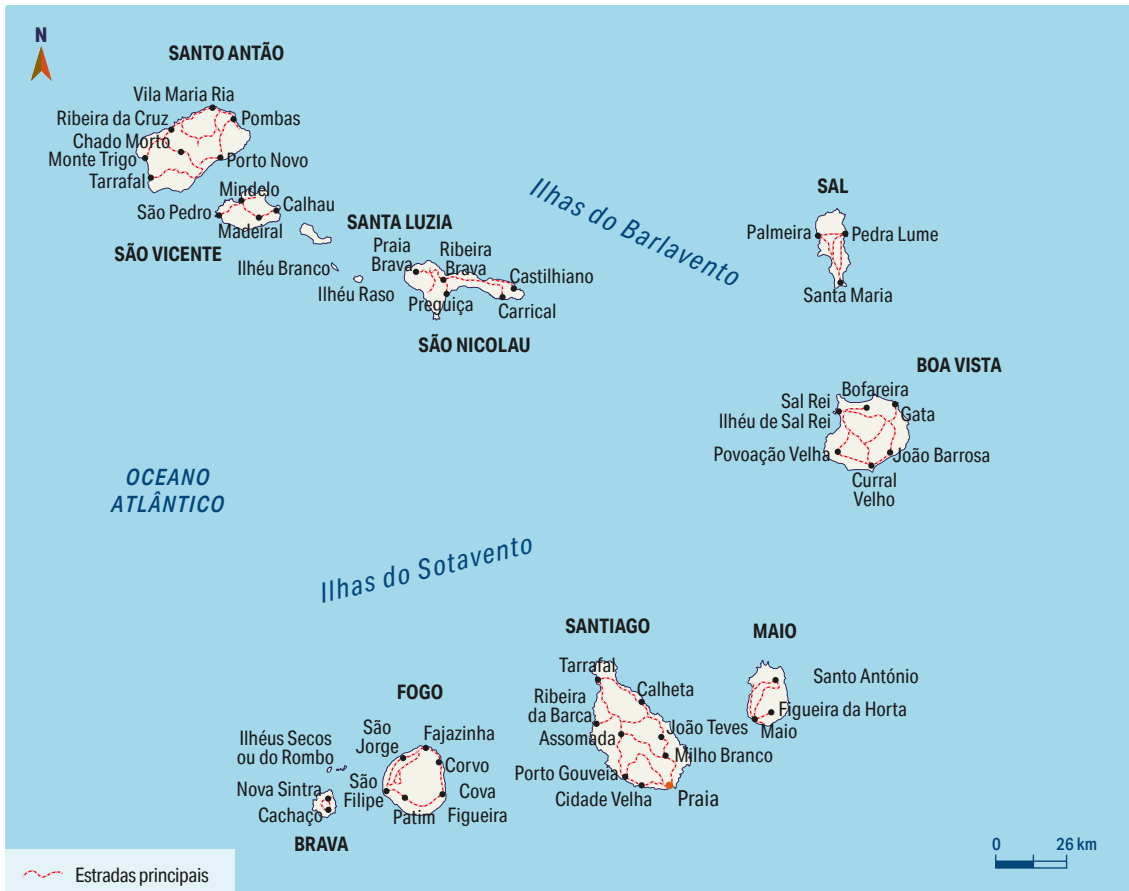 N
SANTO ANTÃO
Vila Maria Ria
Ribeira da Cruz
Pombas
Chado Morto
Monte Trigo
Porto Novo
Tarrafal
Mindelo
São Pedro
Calhau
Madeiral
SÃO VICENTE
SANTA LUZIA
Ilhéu Branco
Ilhéu Raso
Praia
Brava
Ribeira
Brava
Castilhiano
Preguiça
Carrical
SÃO NICOLAU
Ilhas do Barlavento
SAL
Palmeira
Pedra Lume
Santa Maria
BOA VISTA
Bofareira
Sal Rei
Ilhéu de Sal Rei
Gata
Povoação Velha
João Barrosa
Curral
Velho
OCEANO
ATLÂNTICO
Ilhas do Sotavento
SANTIAGO
Tarrafal
Calheta
Ribeira
da Barca
João Teves
Assomada
Milho Branco
Porto Gouveia
Cidade Velha
Praia
MAIO
Santo António
Figueira da Horta
Maio
FOGO
São
Jorge
Fajazinha
Corvo
São
Filipe
Cova
Patim
Figueira
Ilhéus Secos
ou do Rombo
Nova Sintra
Cachaço
BRAVA
0
26 km
Estradas principais